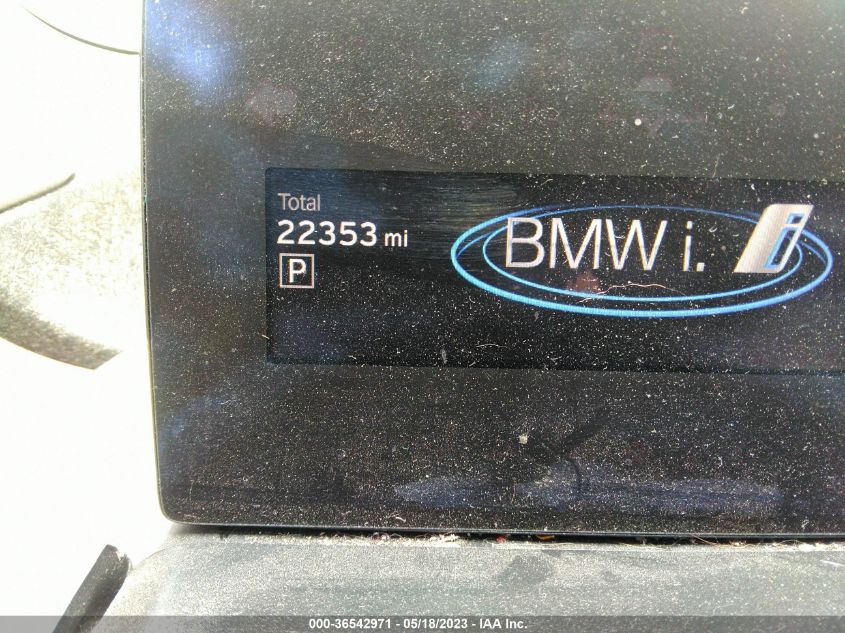 Total
22353 mi
P
BMW i. i
000-36542971 - 05/18/2023 - IAA Inc.